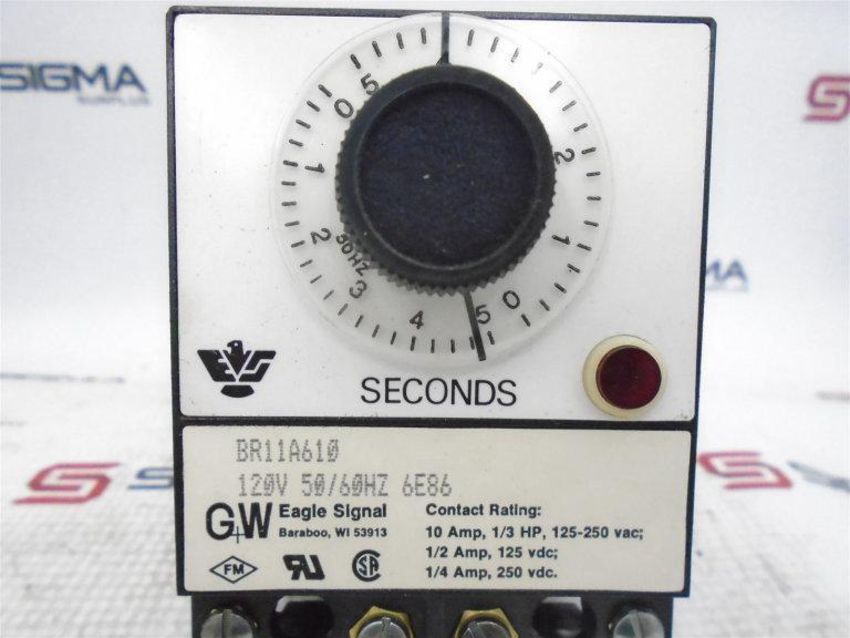 SIGMA
SURPLUS
5
0
1
2
3
4
5
50HZ
2
1
0
SECONDS
BR11A610
120V 50/60HZ 6E86
G+W Eagle Signal
Baraboo, WI 53913
FM
Contact Rating:
10 Amp, 1/3 HP, 125-250 vac;
1/2 Amp, 125 vdc;
1/4 Amp, 250 vdc.